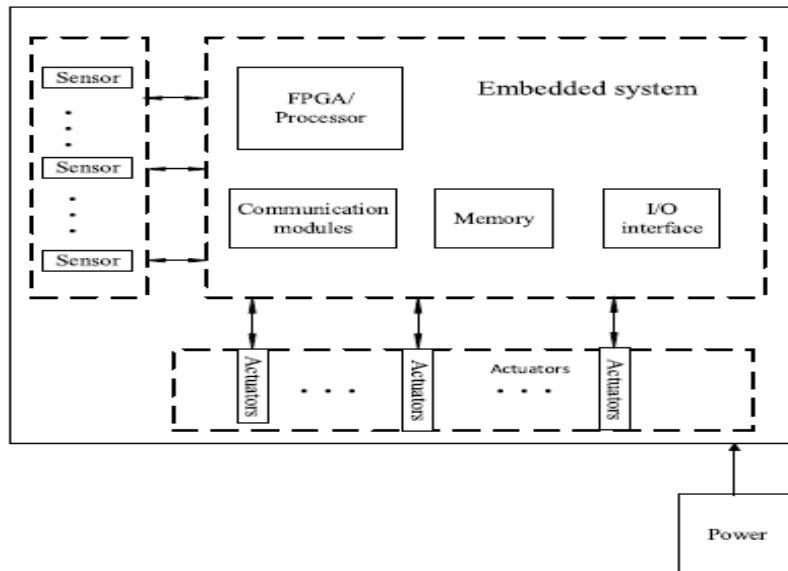 Sensor
Sensor
Sensor
FPGA/
Processor
Embedded system
Communication
modules
Memory
I/O
interface
Actuators
Actuators
Actuators
Actuators
Power